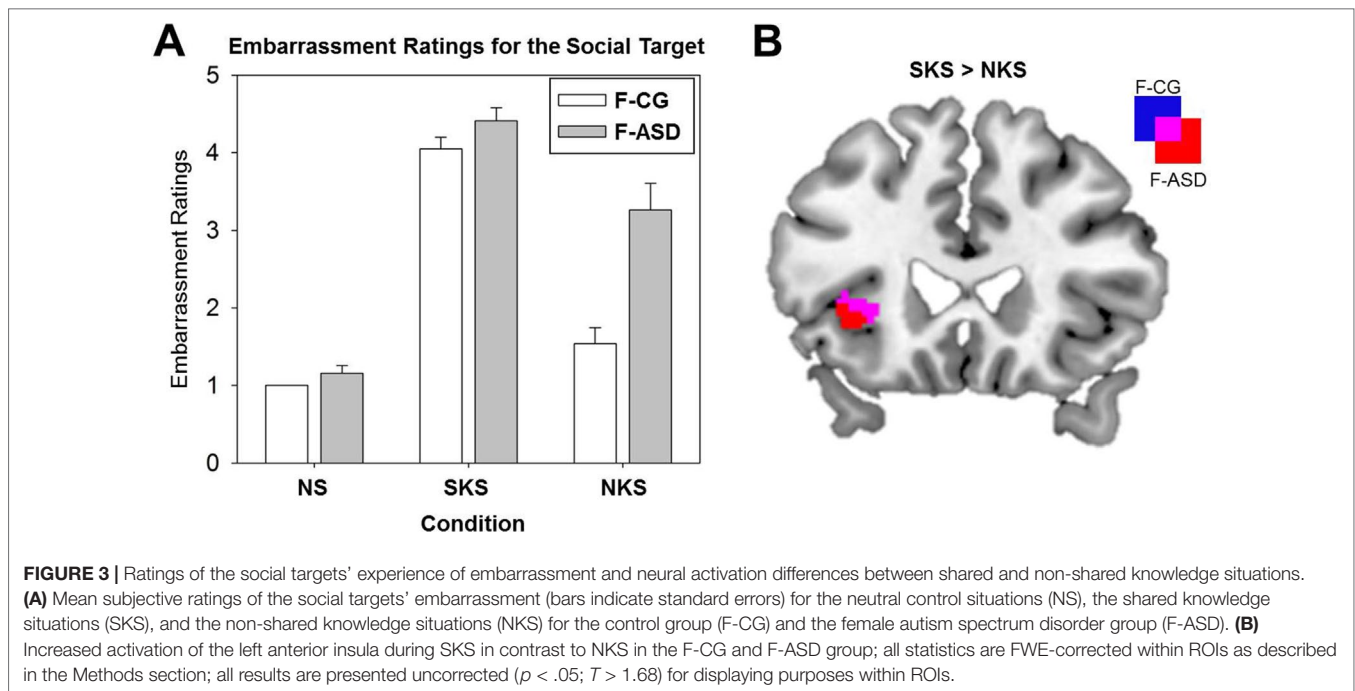 A
Embarrassment Ratings for the Social Target
5
4
3
2
1
0
Embarrassment Ratings
F-CG
F-ASD
NS
SKS
NKS
Condition
B
SKS > NKS
F-CG
F-ASD
FIGURE 3 | Ratings of the social targets’ experience of embarrassment and neural activation differences between shared and non-shared knowledge situations.
(A) Mean subjective ratings of the social targets’ embarrassment (bars indicate standard errors) for the neutral control situations (NS), the shared knowledge
situations (SKS), and the non-shared knowledge situations (NKS) for the control group (F-CG) and the female autism spectrum disorder group (F-ASD). (B)
Increased activation of the left anterior insula during SKS in contrast to NKS in the F-CG and F-ASD group; all statistics are FWE-corrected within ROIs as described
in the Methods section; all results are presented uncorrected (p < .05; T > 1.68) for displaying purposes within ROIs.